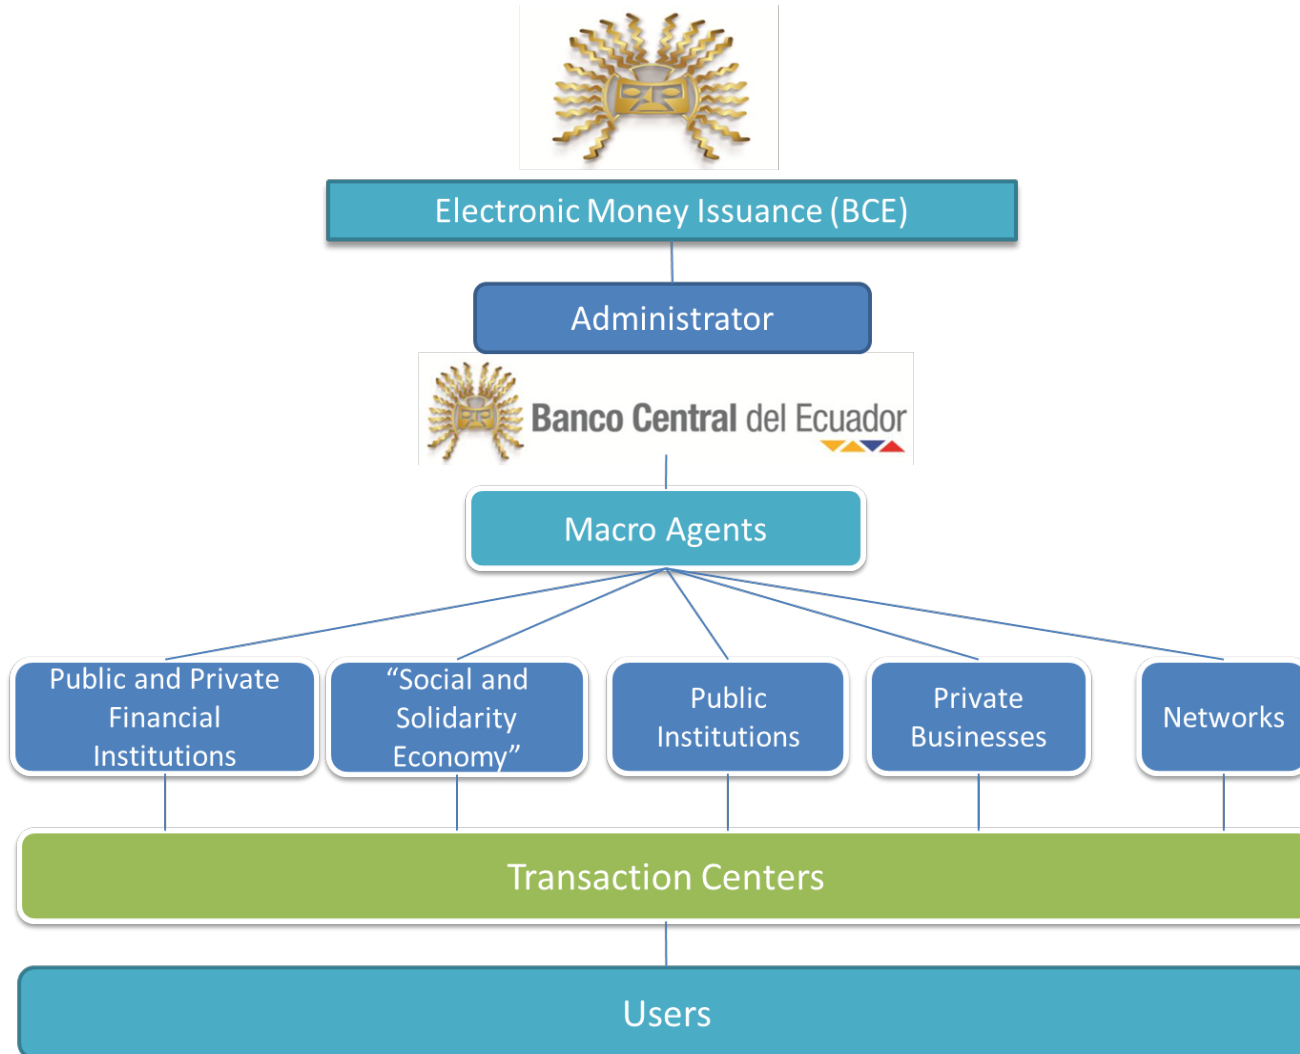 Electronic Money Issuance (BCE)
Administrator
Banco Central del Ecuador
Macro Agents
Public and Private
Financial
Institutions
“Social and
Solidarity
Economy”
Public
Institutions
Private
Businesses
Networks
Transaction Centers
Users